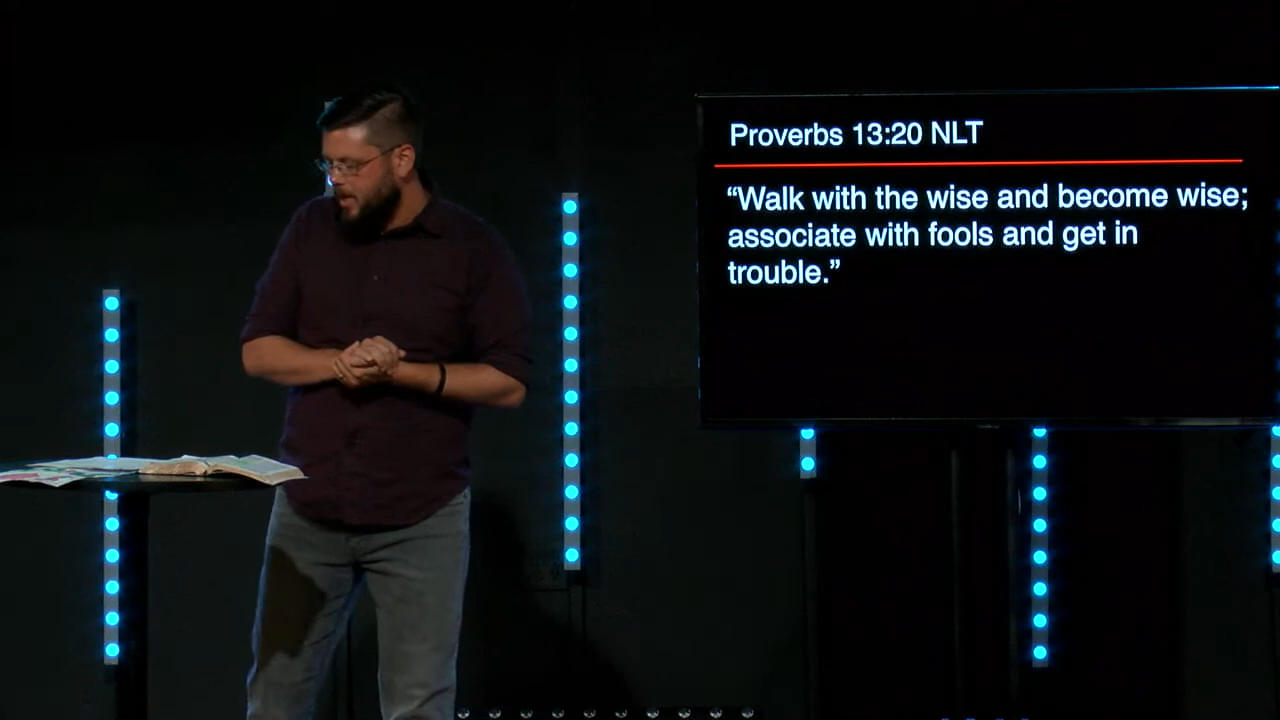 Proverbs 13:20 NLT
“Walk with the wise and become wise;
associate with fools and get in
trouble.”